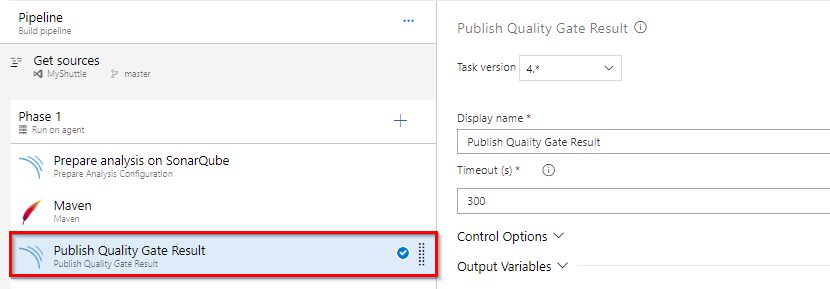 Pipeline
Build pipeline
Get sources
MyShuttle master
Phase 1
Run on agent
Prepare analysis on SonarQube
Prepare Analysis Configuration
Maven
Maven
Publish Quality Gate Result
Publish Quality Gate Result
Publish Quality Gate Result
Task version 4.*
Display name *
Publish Quality Gate Result
Timeout (s) *
300
Control Options
Output Variables